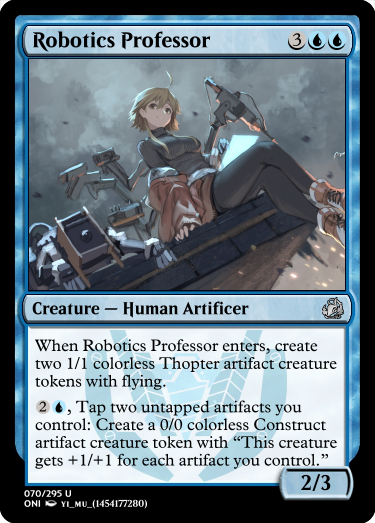 Robotics Professor 3
Creature — Human Artificer
When Robotics Professor enters, create
two 1/1 colorless Thopter artifact creature
tokens with flying.
2, Tap two untapped artifacts you
control: Create a 0/0 colorless Construct
artifact creature token with “This creature
gets +1/+1 for each artifact you control.”
2/3
070/295 U
ONI YI_MU_(1454177280)